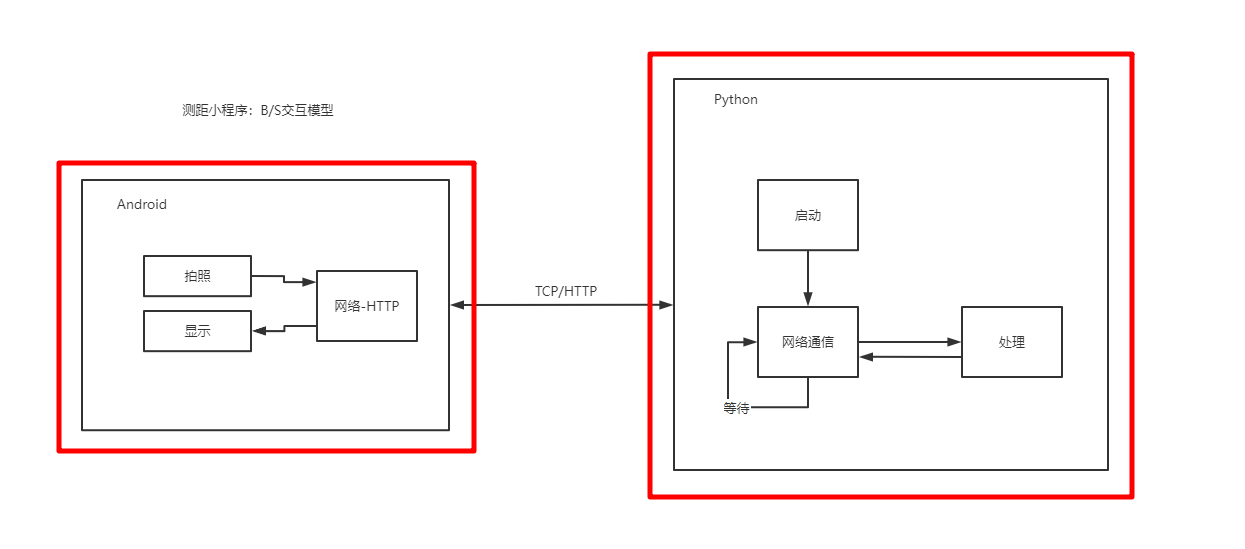 测距小程序：B/S交互模型
Android
拍照
显示
网络-HTTP
TCP/HTTP
Python
启动
网络通信
处理
等待